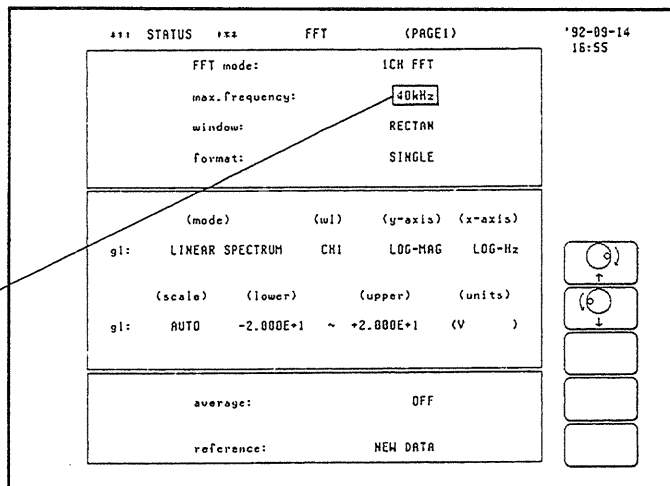 *** STATUS *** FFT (PAGE1) '92-09-14
16:55
FFT mode: 1CH FFT
max.frequency: 40kHz
window: RECTAN
format: SINGLE
(mode) (w1) (y-axis) (x-axis)
g1: LINEAR SPECTRUM CH1 LOG-MAG LOG-Hz
(scale) (lower) (upper) (units)
g1: AUTO -2.000E+1 ~ +2.000E+1 (V )
↑
↓
average: OFF
reference: NEW DATA